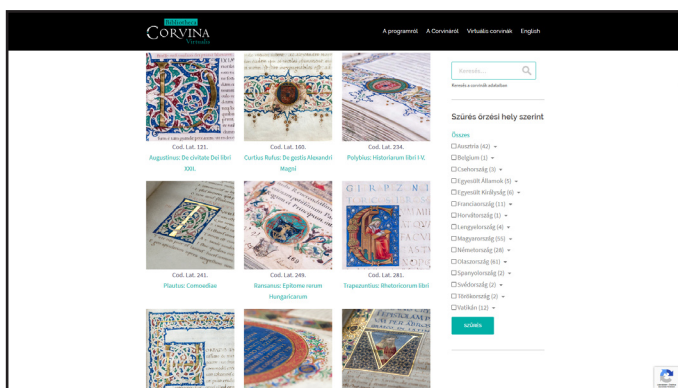 Bibliotheca
CORVINA
Virtualis
A programról
A Corvináról
Virtuális corvinák
English
Cod. Lat. 121.
Augustinus: De civitate Dei libri
XXII.
Cod. Lat. 160.
Curtius Rufus: De gestis Alexandri
Magni
Cod. Lat. 234.
Polybius: Historiarum libri I-V.
Cod. Lat. 241.
Plautus: Comoediae
Cod. Lat. 249.
Ransanus: Epitome rerum
Hungaricarum
Cod. Lat. 281.
Trapezuntius: Rhetoricorum libri
Keresés...
Keresés a corvinák adataiban
Szűrés őrzési hely szerint
Összes
Ausztria (42)
Belgium (1)
Csehország (3)
Egyesült Államok (5)
Egyesült Királyság (6)
Franciaország (11)
Horvátország (1)
Lengyelország (4)
Magyarország (55)
Németország (26)
Olaszország (61)
Spanyolország (2)
Svédország (2)
Törökország (2)
Vatikán (12)
SZŰRÉS